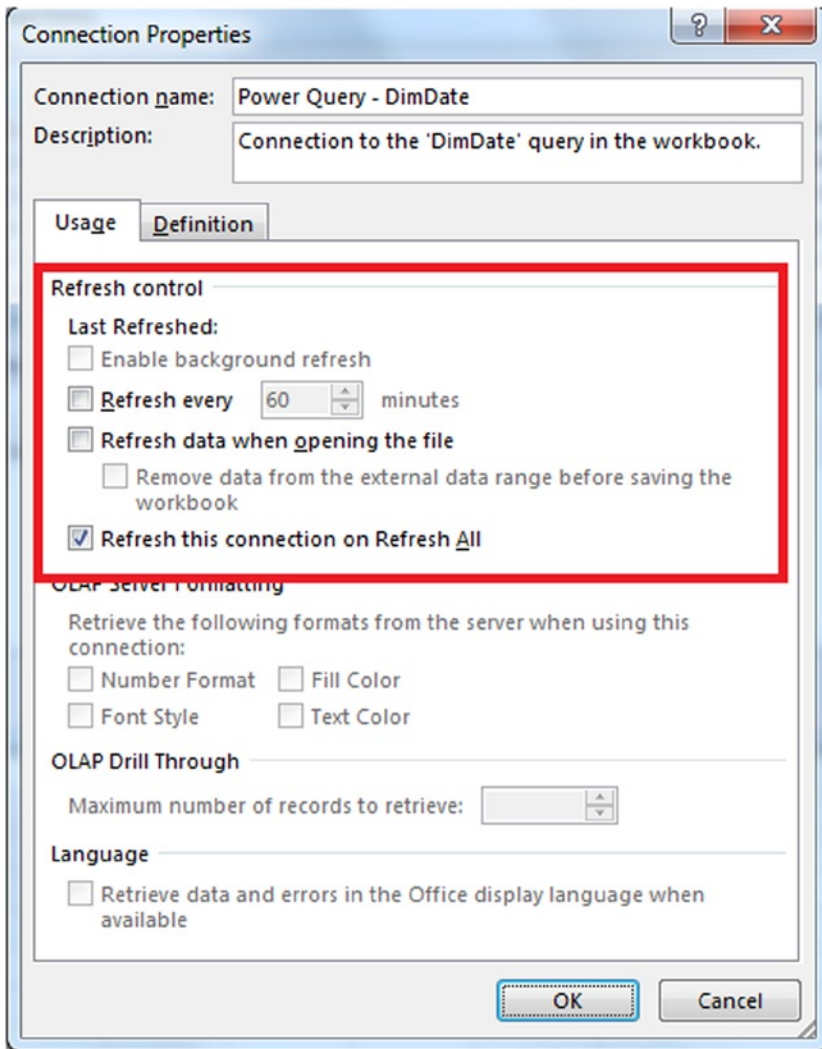 Connection Properties
?
Connection name: Power Query - DimDate
Description: Connection to the 'DimDate' query in the workbook.
Usage Definition
Refresh control
Last Refreshed:
Enable background refresh
Refresh every 60 minutes
Refresh data when opening the file
Remove data from the external data range before saving the
workbook
Refresh this connection on Refresh All
OLAP Server Formatting
Retrieve the following formats from the server when using this
connection:
Number Format Fill Color
Font Style Text Color
OLAP Drill Through
Maximum number of records to retrieve:
Language
Retrieve data and errors in the Office display language when
available
OK Cancel